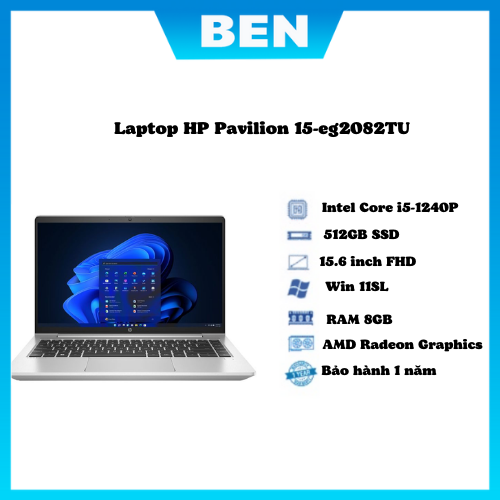 BEN
Laptop HP Pavilion 15-eg2082TU
Intel Core i5-1240P
512GB SSD
15.6 inch FHD
Win 11SL
RAM 8GB
AMD Radeon Graphics
Bảo hành 1 năm